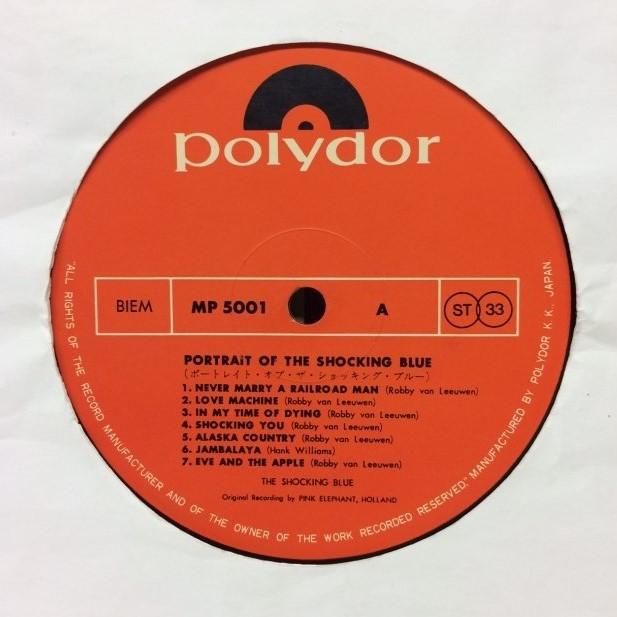 polydor
BIEM MP 5001 A ST 33
PORTRAiT OF THE SHOCKING BLUE
(ポートレイト・オブ・ザ・ショッキング・ブルー)
1. NEVER MARRY A RAILROAD MAN (Robby van Leeuwen)
2. LOVE MACHINE (Robby van Leeuwen)
3. IN MY TIME OF DYING (Robby van Leeuwen)
4. SHOCKING YOU (Robby van Leeuwen)
5. ALASKA COUNTRY (Robby van Leeuwen)
6. JAMBALAYA (Hank Williams)
7. EVE AND THE APPLE (Robby van Leeuwen)
THE SHOCKING BLUE
Original Recording by PINK ELEPHANT, HOLLAND
"ALL RIGHTS OF THE RECORD MANUFACTURER AND OF THE OWNER OF THE WORK RECORDED RESERVED." MANUFACTURED BY POLYDOR K.K., JAPAN.